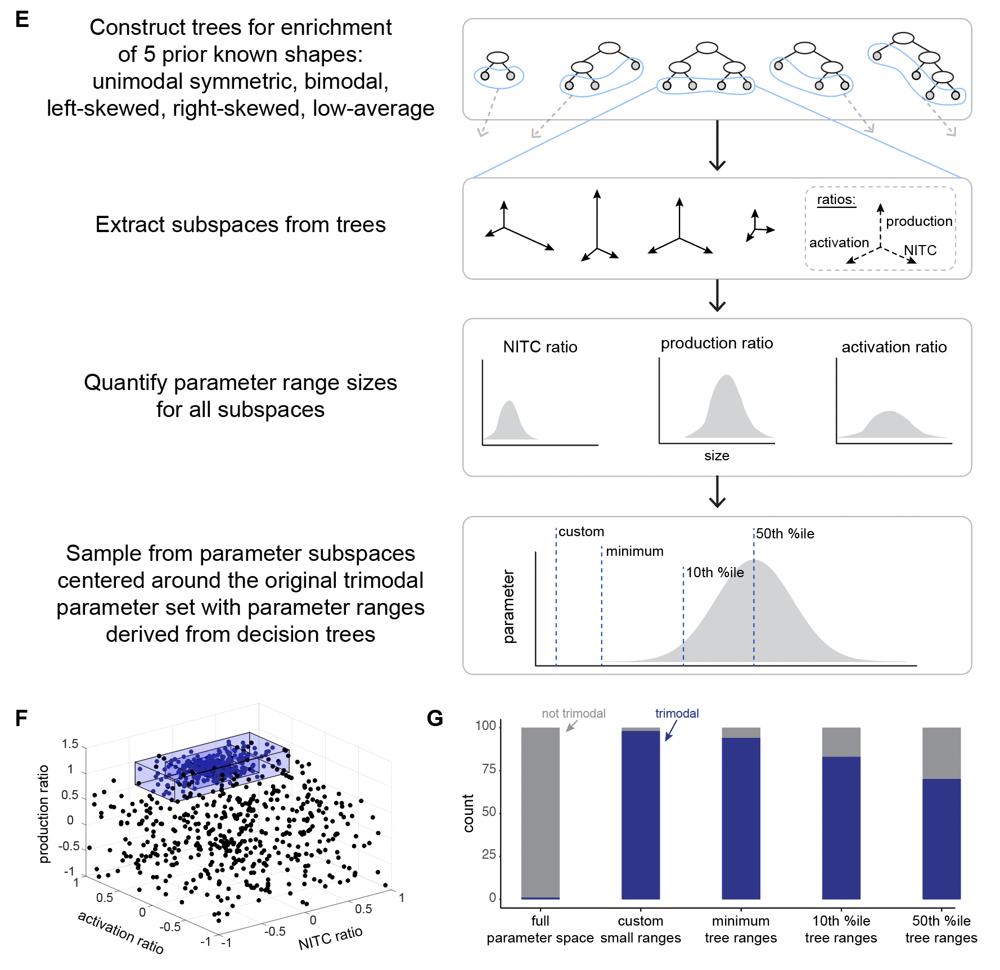 E
Construct trees for enrichment
of 5 prior known shapes:
unimodal symmetric, bimodal,
left-skewed, right-skewed, low-average
Extract subspaces from trees
ratios:
production
activation
NITC
Quantify parameter range sizes
for all subspaces
NITC ratio
production ratio
activation ratio
size
Sample from parameter subspaces
centered around the original trimodal
parameter set with parameter ranges
derived from decision trees
custom
minimum
10th %ile
50th %ile
parameter
F
1.5
1
0.5
0
-0.5
-1
production ratio
1
0.5
0
-0.5
-1
activation ratio
-1
-0.5
0
0.5
1
NITC ratio
G
not trimodal
trimodal
100
75
50
25
0
count
full
parameter space
custom
small ranges
minimum
tree ranges
10th %ile
tree ranges
50th %ile
tree ranges